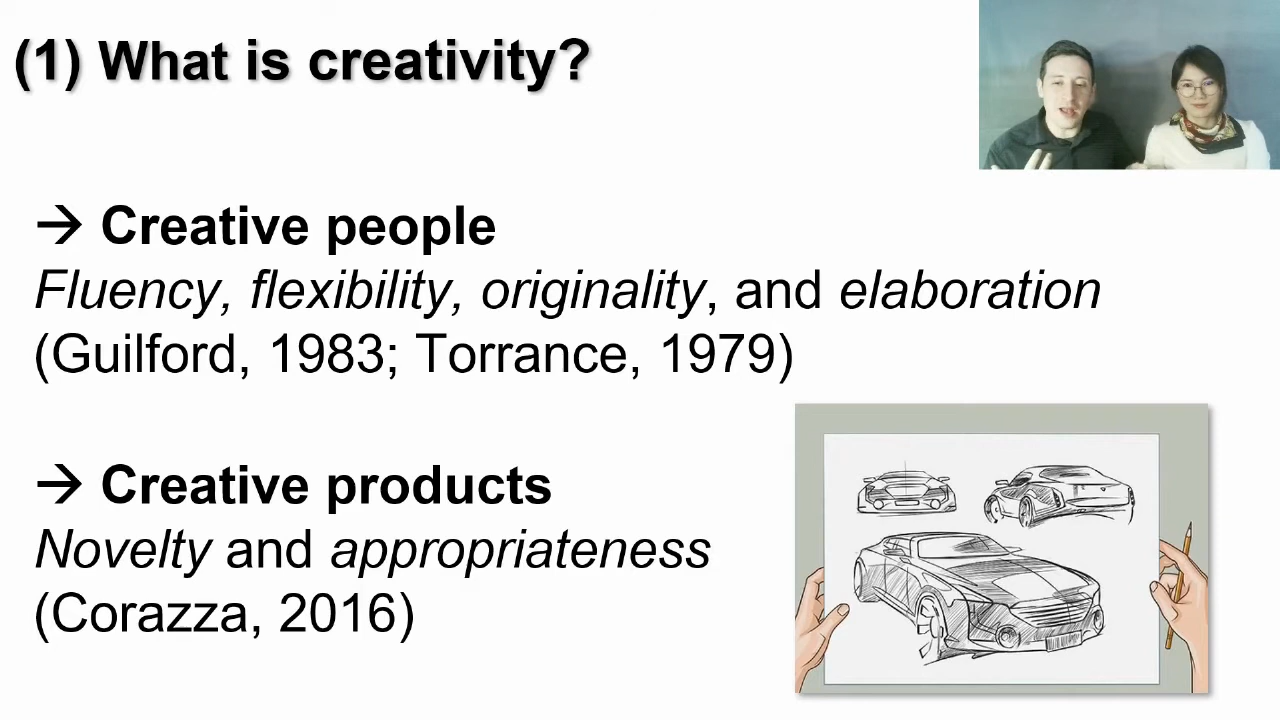 (1) What is creativity?
→ Creative people
Fluency, flexibility, originality, and elaboration
(Guilford, 1983; Torrance, 1979)
→ Creative products
Novelty and appropriateness
(Corazza, 2016)